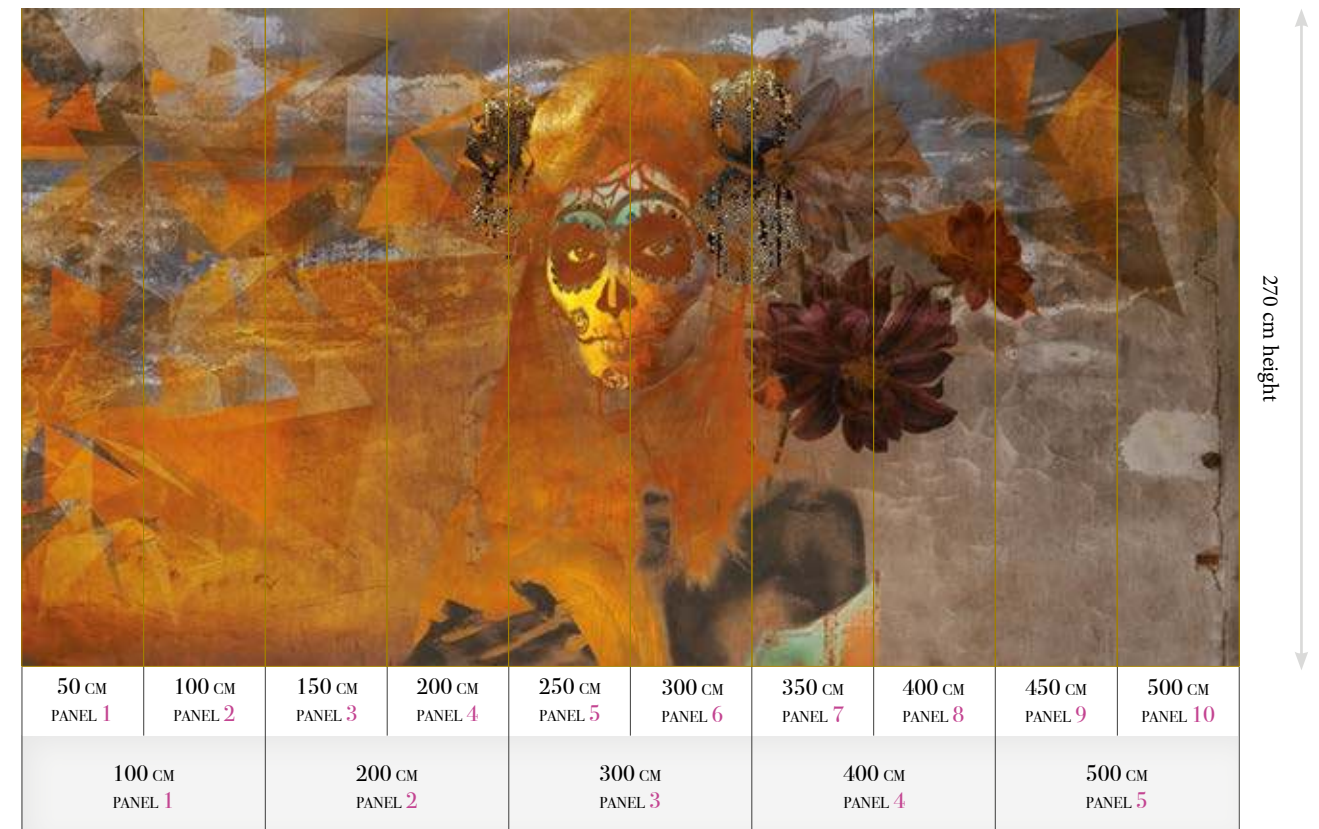 270 cm height
50 CM
PANEL 1
100 CM
PANEL 2
150 CM
PANEL 3
200 CM
PANEL 4
250 CM
PANEL 5
300 CM
PANEL 6
350 CM
PANEL 7
400 CM
PANEL 8
450 CM
PANEL 9
500 CM
PANEL 10
100 CM
PANEL 1
200 CM
PANEL 2
300 CM
PANEL 3
400 CM
PANEL 4
500 CM
PANEL 5